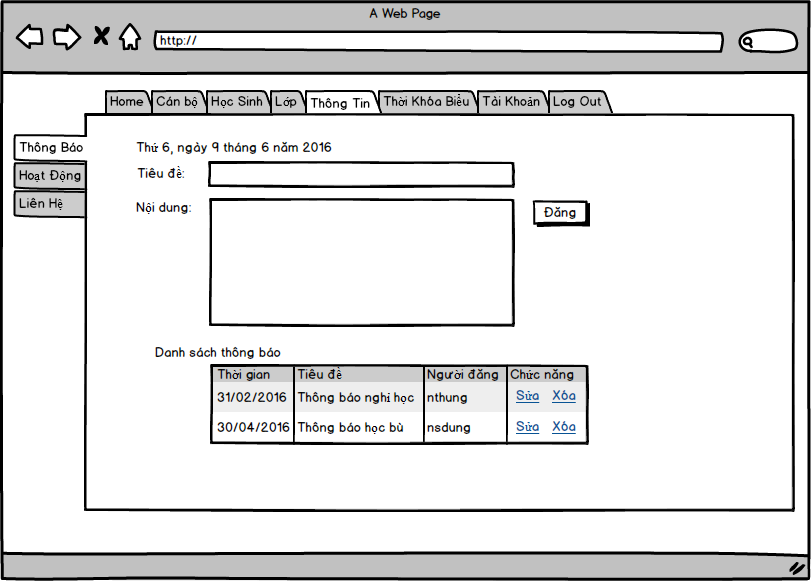 A Web Page
http://
Home Cán bộ Học Sinh Lớp Thông Tin Thời Khóa Biểu Tài Khoản Log Out
Thông Báo
Hoạt Động
Liên Hệ
Thứ 6, ngày 9 tháng 6 năm 2016
Tiêu đề:
Nội dung:
Đăng
Danh sách thông báo
Thời gian Tiêu đề Người đăng Chức năng
31/02/2016 Thông báo nghỉ học nthung Sửa Xóa
30/04/2016 Thông báo học bù nsdung Sửa Xóa